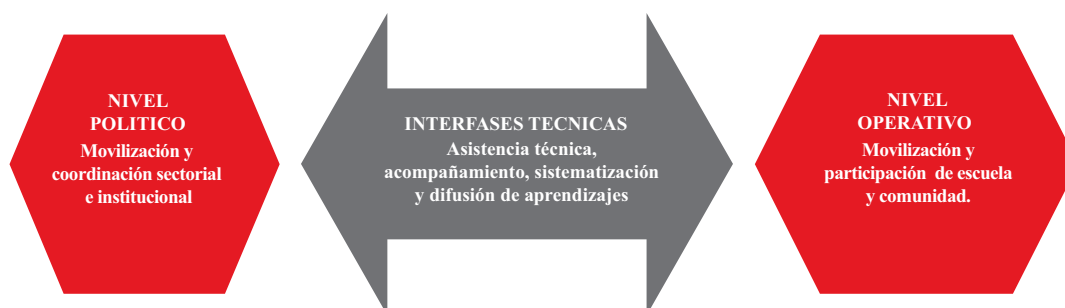 NIVEL
POLITICO
Movilización y
coordinación sectorial
e institucional
INTERFASES TECNICAS
Asistencia técnica,
acompañamiento, sistematización
y difusión de aprendizajes
NIVEL
OPERATIVO
Movilización y
participación de escuela
y comunidad.